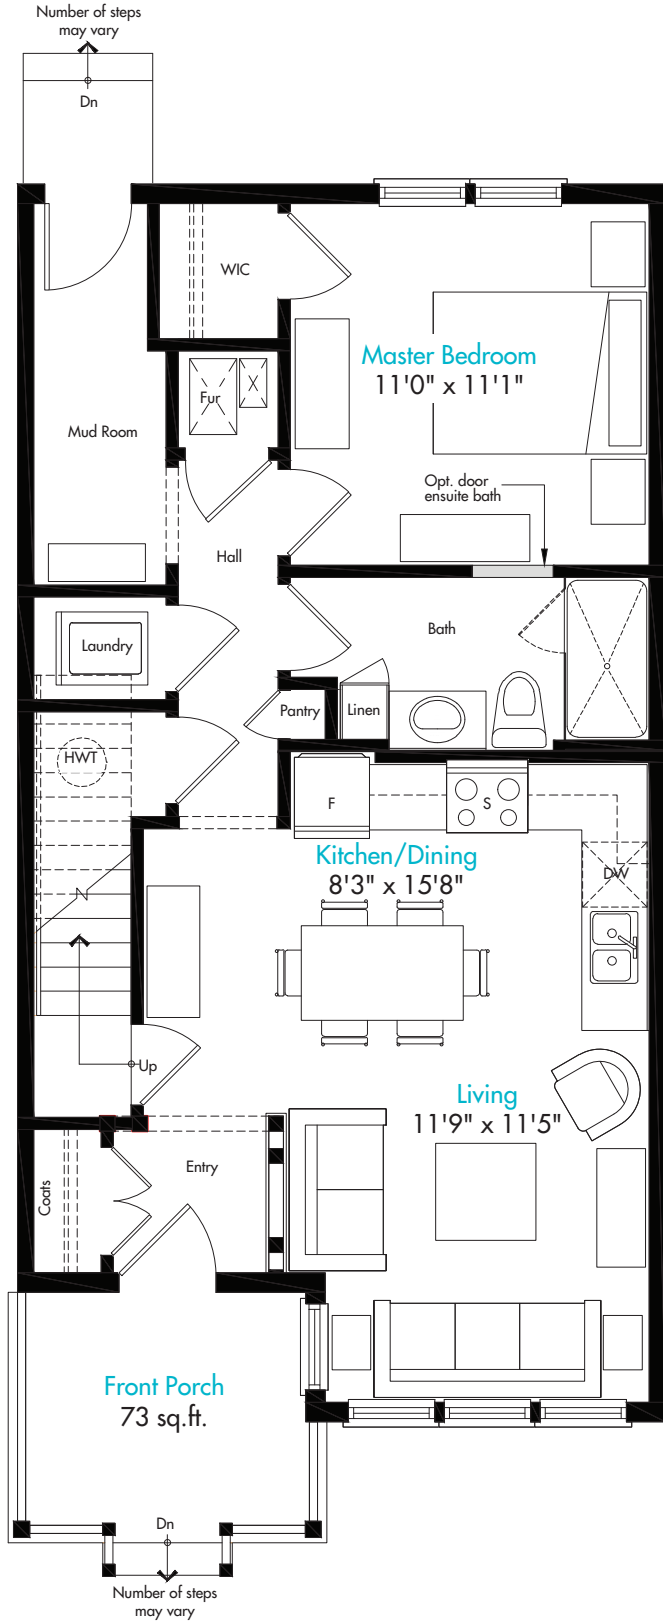 Number of steps
may vary
Dn
WIC
Master Bedroom
11'0" x 11'1"
Fur
Mud Room
Opt. door
ensuite bath
Hall
Bath
Laundry
Pantry
Linen
HWT
F
S
Kitchen/Dining
8'3" x 15'8"
DW
N
Up
Living
11'9" x 11'5"
Entry
Coats
Front Porch
73 sq.ft.
Dn
Number of steps
may vary